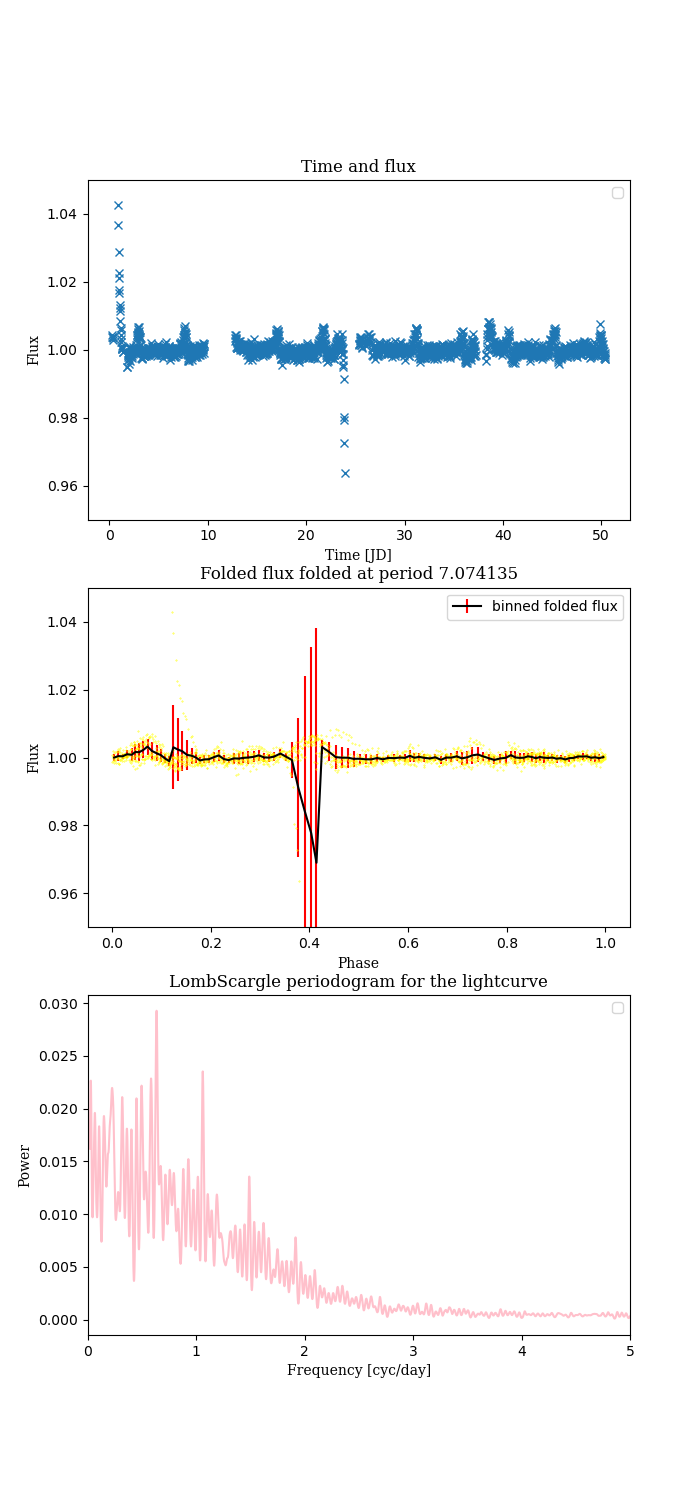 Time and flux
1.04
1.02
1.00
0.98
0.96
Flux
0 10 20 30 40 50
Time [JD]
Folded flux folded at period 7.074135
binned folded flux
1.04
1.02
1.00
0.98
0.96
Flux
0.0 0.2 0.4 0.6 0.8 1.0
Phase
LombScargle periodogram for the lightcurve
0.030
0.025
0.020
0.015
0.010
0.005
0.000
Power
0 1 2 3 4 5
Frequency [cyc/day]